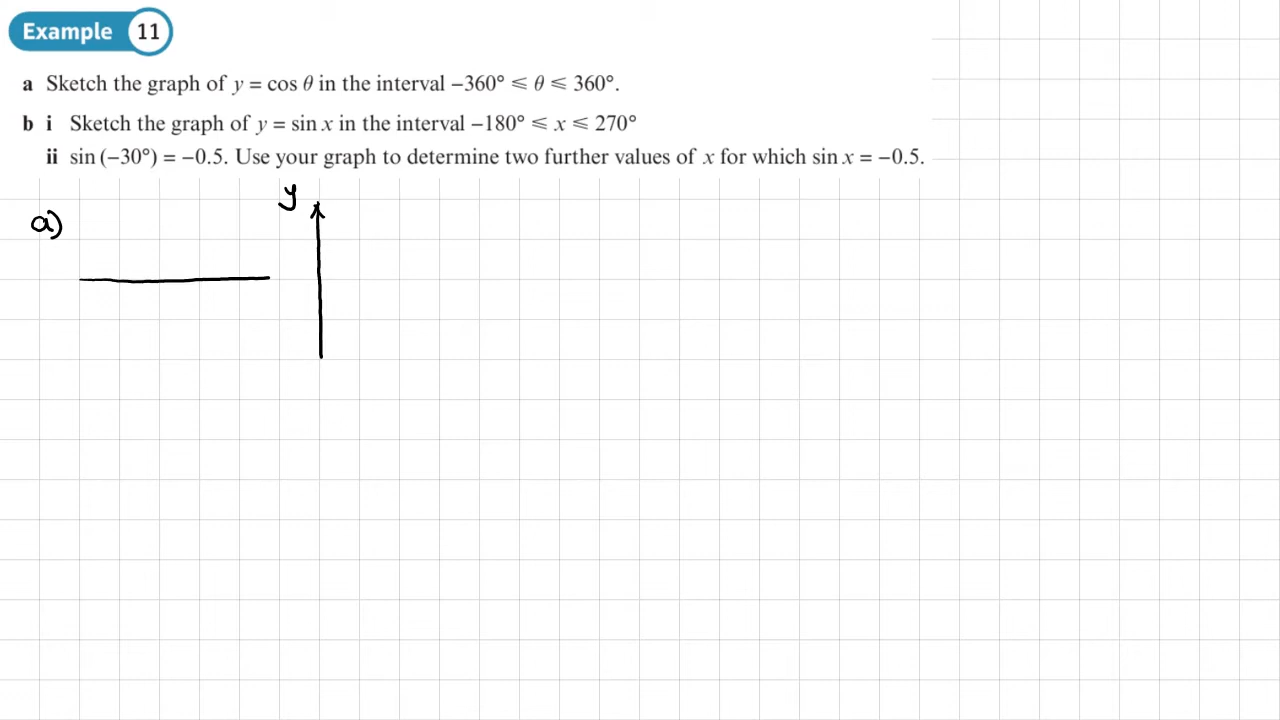 Example 11
a Sketch the graph of y = cos θ in the interval −360° ⩽ θ ⩽ 360°.
b i Sketch the graph of y = sin x in the interval −180° ⩽ x ⩽ 270°
ii sin (−30°) = −0.5. Use your graph to determine two further values of x for which sin x = −0.5.
y
a)